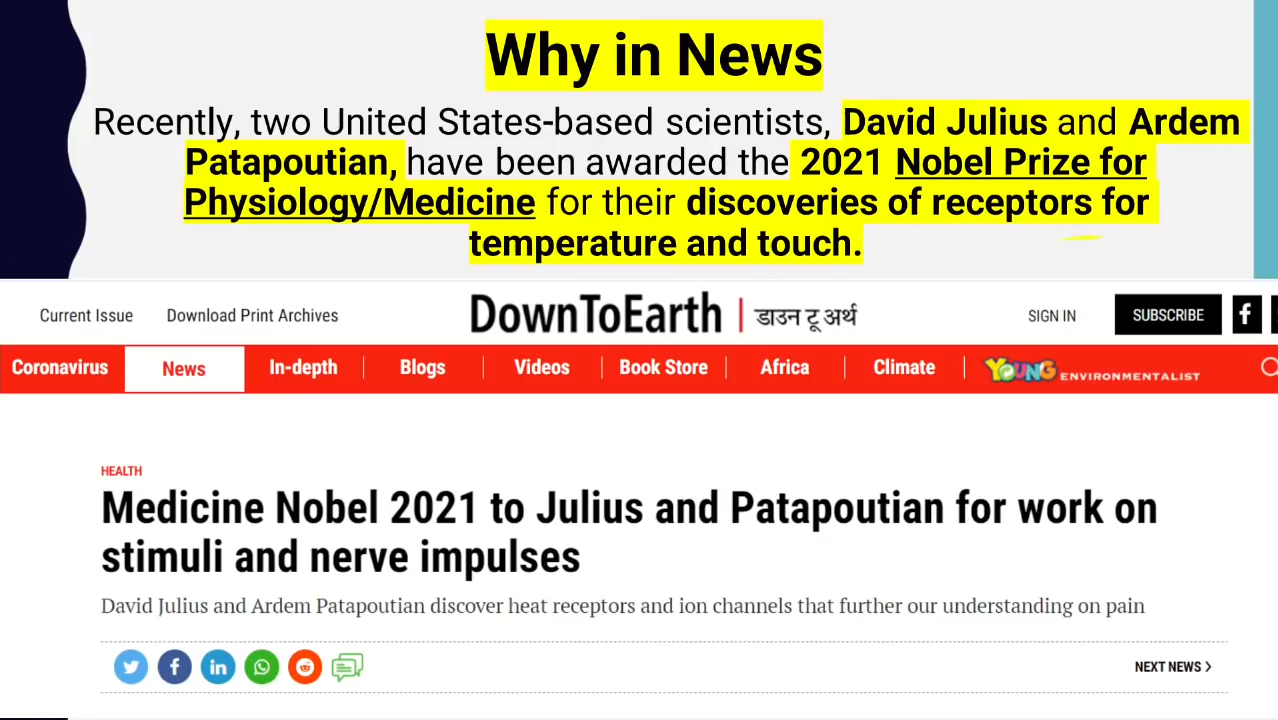 Why in News
Recently, two United States-based scientists, David Julius and Ardem
Patapoutian, have been awarded the 2021 Nobel Prize for
Physiology/Medicine for their discoveries of receptors for
temperature and touch.
Current Issue Download Print Archives DownToEarth | डाउन टू अर्थ SIGN IN SUBSCRIBE f
Coronavirus News In-depth Blogs Videos Book Store Africa Climate YOUNG ENVIRONMENTALIST
HEALTH
Medicine Nobel 2021 to Julius and Patapoutian for work on
stimuli and nerve impulses
David Julius and Ardem Patapoutian discover heat receptors and ion channels that further our understanding on pain
f in
NEXT NEWS >